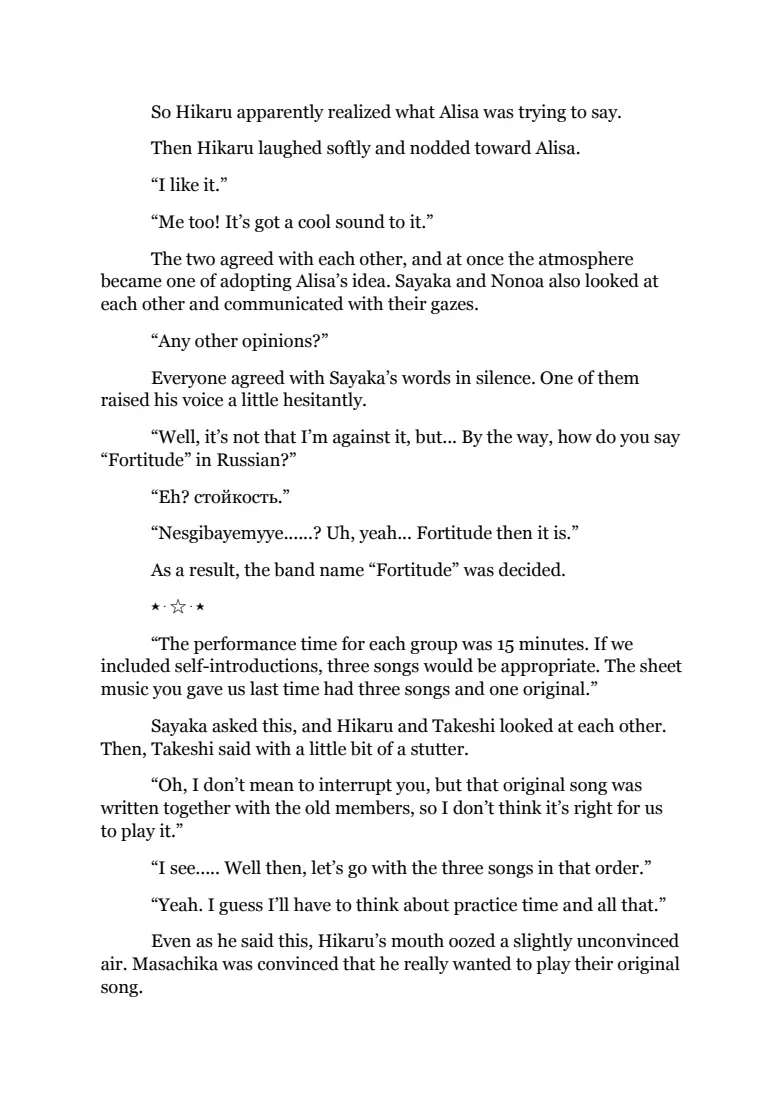 So Hikaru apparently realized what Alisa was trying to say.
Then Hikaru laughed softly and nodded toward Alisa.
“I like it.”
“Me too! It’s got a cool sound to it.”
The two agreed with each other, and at once the atmosphere
became one of adopting Alisa’s idea. Sayaka and Nonoa also looked at
each other and communicated with their gazes.
“Any other opinions?”
Everyone agreed with Sayaka’s words in silence. One of them
raised his voice a little hesitantly.
“Well, it’s not that I’m against it, but... By the way, how do you say
“Fortitude” in Russian?”
“Eh? стойкость.”
“Nesgibayemyye......? Uh, yeah... Fortitude then it is.”
As a result, the band name “Fortitude” was decided.
⋆·☆·⋆
“The performance time for each group was 15 minutes. If we
included self-introductions, three songs would be appropriate. The sheet
music you gave us last time had three songs and one original.”
Sayaka asked this, and Hikaru and Takeshi looked at each other.
Then, Takeshi said with a little bit of a stutter.
“Oh, I don’t mean to interrupt you, but that original song was
written together with the old members, so I don’t think it’s right for us
to play it.”
“I see..... Well then, let’s go with the three songs in that order.”
“Yeah. I guess I’ll have to think about practice time and all that.”
Even as he said this, Hikaru’s mouth oozed a slightly unconvinced
air. Masachika was convinced that he really wanted to play their original
song.